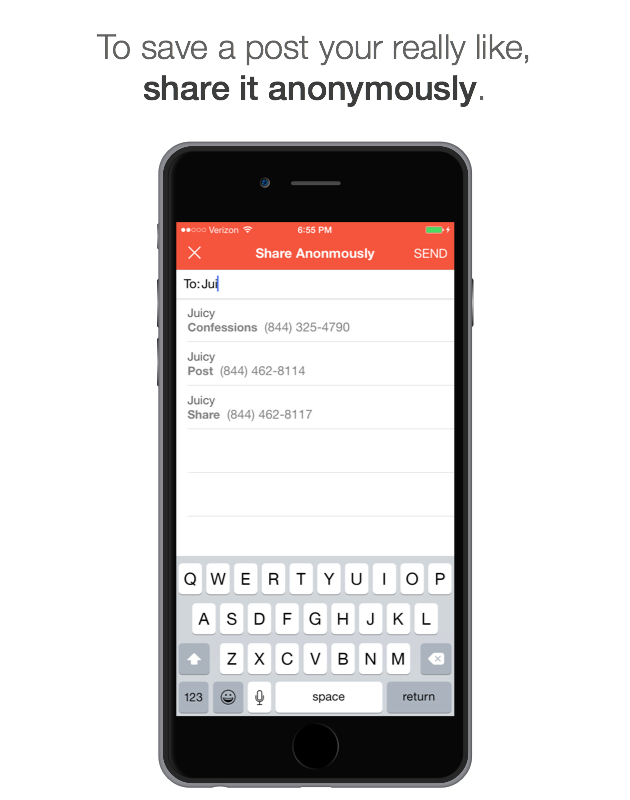 To save a post your really like,
share it anonymously.
Verizon 6:55 PM
Share Anonmously SEND
To: Jui
Juicy
Confessions (844) 325-4790
Juicy
Post (844) 462-8114
Juicy
Share (844) 462-8117
Q W E R T Y U I O P
A S D F G H J K L
Z X C V B N M
123 space return